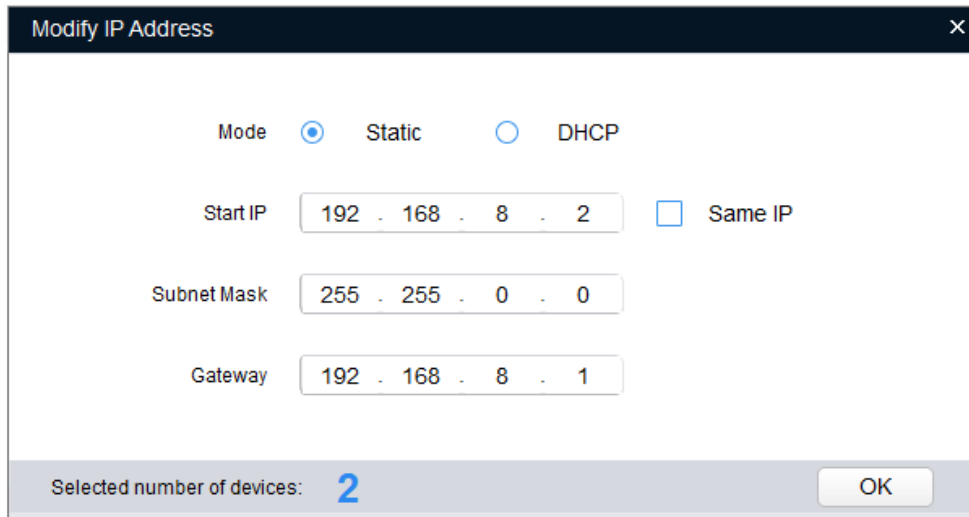 Modify IP Address ×
Mode Static DHCP
Start IP 192 . 168 . 8 . 2 Same IP
Subnet Mask 255 . 255 . 0 . 0
Gateway 192 . 168 . 8 . 1
Selected number of devices: 2 OK